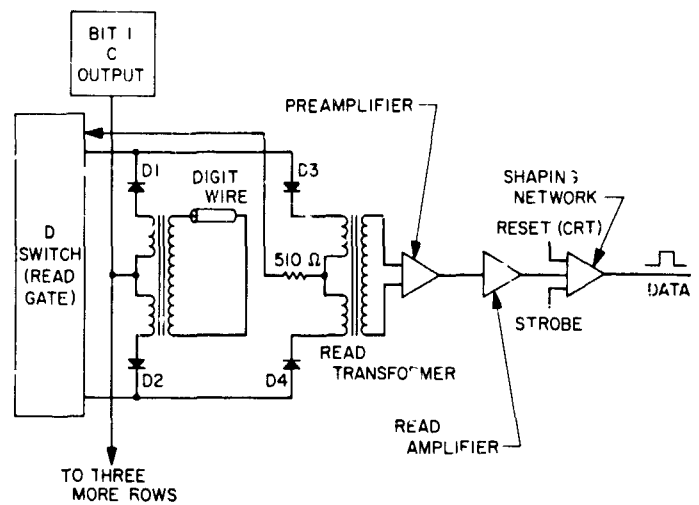 BIT 1
C
OUTPUT
PREAMPLIFIER
D1
DIGIT
WIRE
D3
SHAPING
NETWORK
RESET (CRT)
D
SWITCH
(READ
GATE)
510 Ω
DATA
STROBE
D2
D4
READ
TRANSFORMER
READ
AMPLIFIER
TO THREE
MORE ROWS